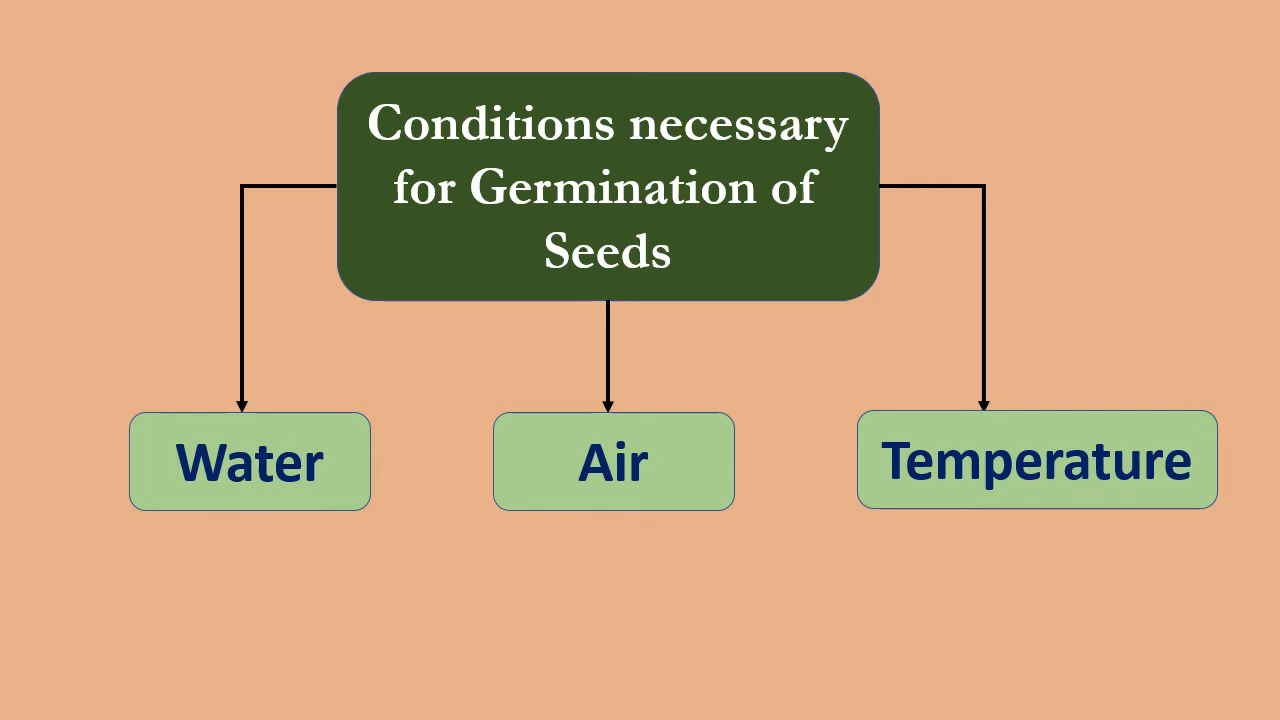 Conditions necessary
for Germination of
Seeds
Water
Air
Temperature